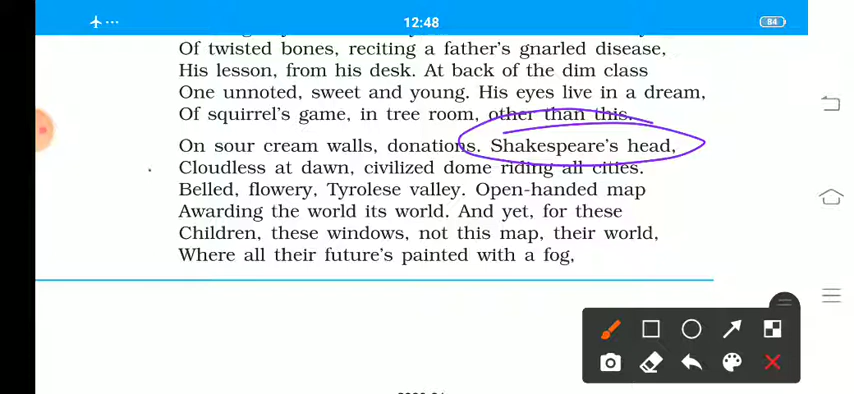 12:48
84
Of twisted bones, reciting a father's gnarled disease,
His lesson, from his desk. At back of the dim class
One unnoted, sweet and young. His eyes live in a dream,
Of squirrel's game, in tree room, other than this.
On sour cream walls, donations. Shakespeare's head,
Cloudless at dawn, civilized dome riding all cities.
Belled, flowery, Tyrolese valley. Open-handed map
Awarding the world its world. And yet, for these
Children, these windows, not this map, their world,
Where all their future's painted with a fog,